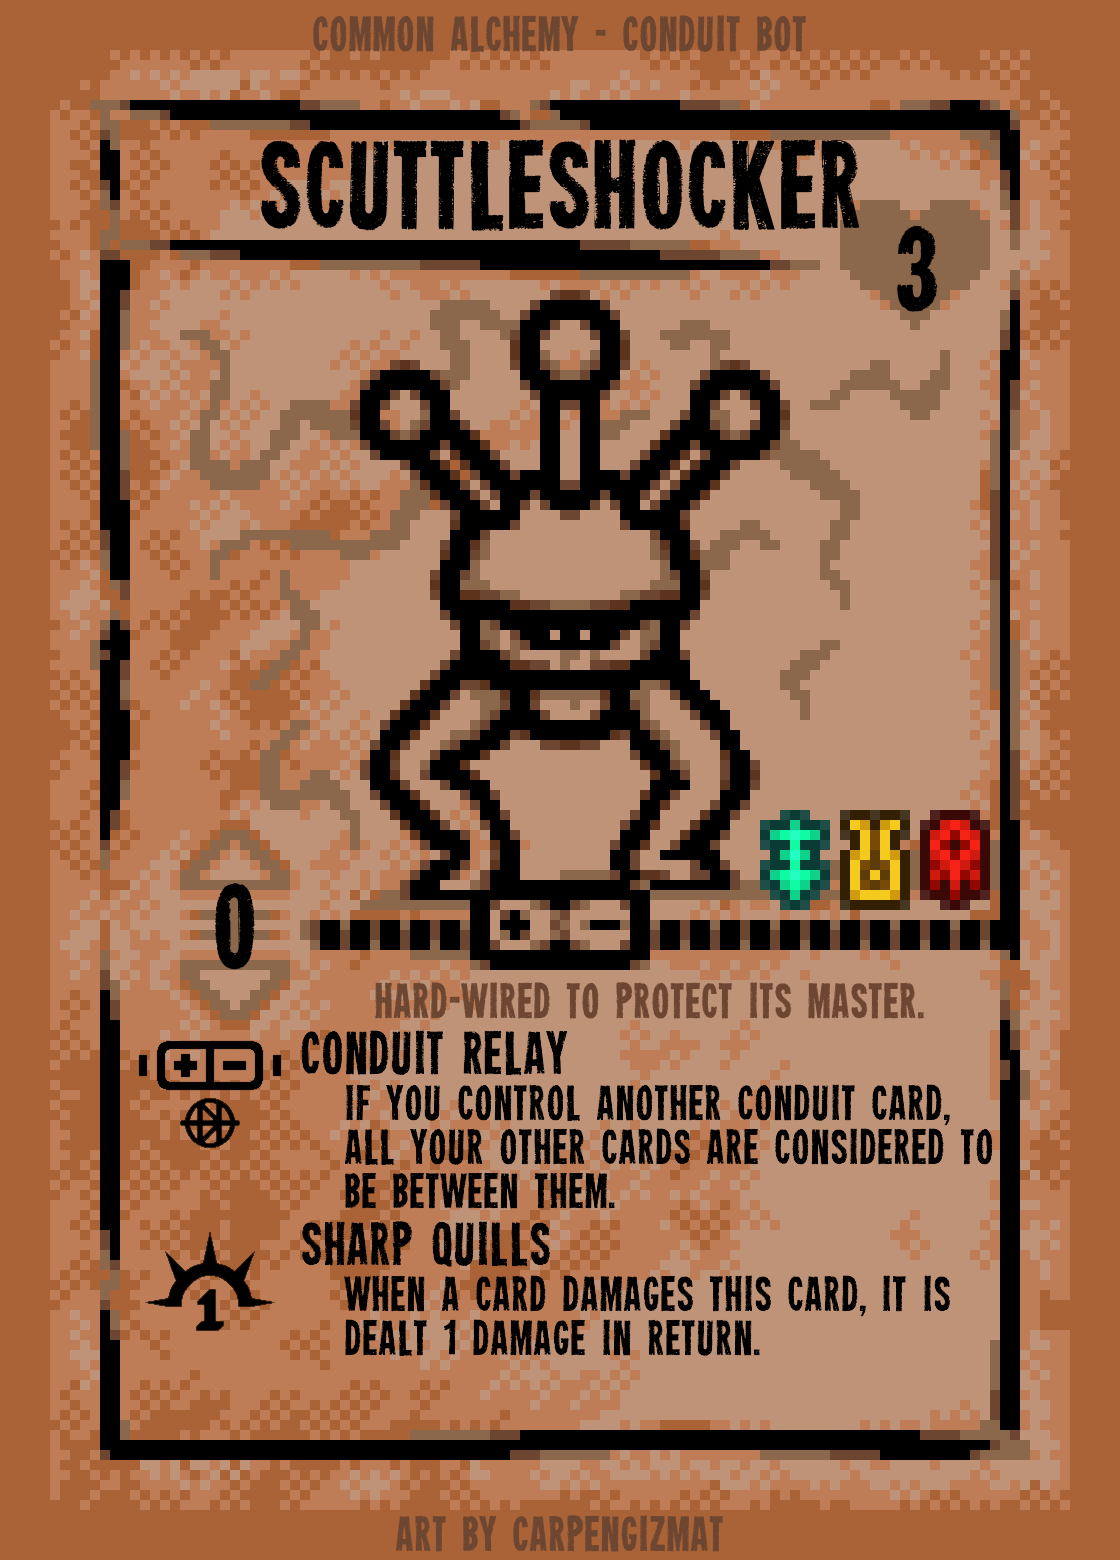 COMMON ALCHEMY - CONDUIT BOT
SCUTTLESHOCKER
3
0
HARD-WIRED TO PROTECT ITS MASTER.
CONDUIT RELAY
IF YOU CONTROL ANOTHER CONDUIT CARD,
ALL YOUR OTHER CARDS ARE CONSIDERED TO
BE BETWEEN THEM.
SHARP QUILLS
1
WHEN A CARD DAMAGES THIS CARD, IT IS
DEALT 1 DAMAGE IN RETURN.
ART BY CARPENGIZMAT